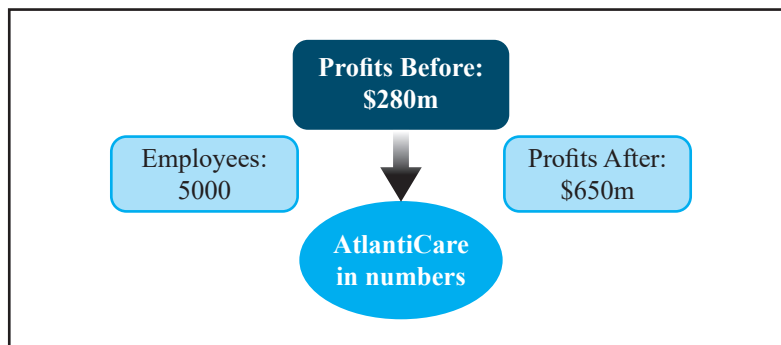 Profits Before:
$280m
Employees:
5000
Profits After:
$650m
AtlantiCare
in numbers